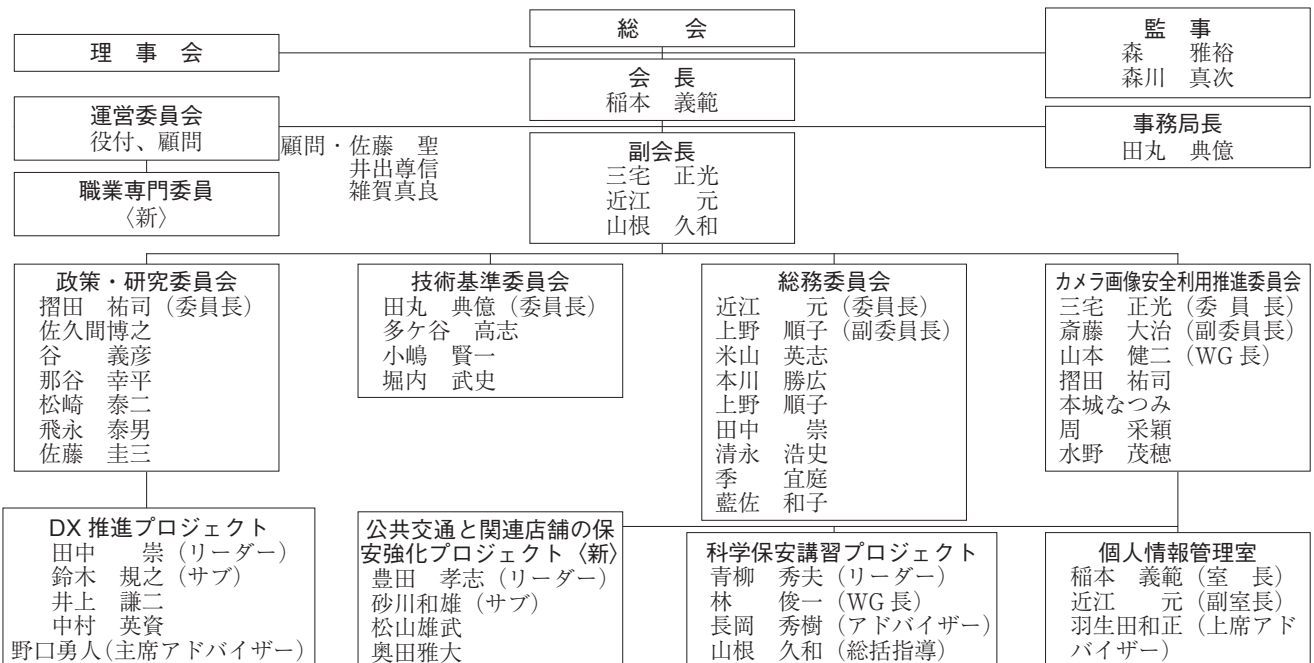 総　会
理　事　会
監　事
森　　雅裕
森川　真次
会　長
稲本　義範
運営委員会
役付、顧問
事務局長
田丸　典億
顧問・佐藤　聖
井出尊信
雑賀真良
副会長
三宅　正光
近江　　元
山根　久和
職業専門委員
〈新〉
政策・研究委員会
摺田　祐司（委員長）
佐久間博之
谷　　義彦
那谷　幸平
松崎　泰二
飛永　泰男
佐藤　圭三
技術基準委員会
田丸　典億（委員長）
多ケ谷　高志
小嶋　賢一
堀内　武史
総務委員会
近江　　元（委員長）
上野　順子（副委員長）
米山　英志
本川　勝広
上野　順子
田中　　崇
清永　浩史
季　　宜庭
藍佐　和子
カメラ画像安全利用推進委員会
三宅　正光（委 員 長）
斎藤　大治（副委員長）
山本　健二（WG 長）
摺田　祐司
本城なつみ
周　　采穎
水野　茂穂
DX 推進プロジェクト
田中　　崇（リーダー）
鈴木　規之（サブ）
井上　謙二
中村　英資
野口勇人（主席アドバイザー）
公共交通と関連店舗の保
安強化プロジェクト〈新〉
豊田　孝志（リーダー）
砂川和雄（サブ）
松山雄武
奥田雅大
科学保安講習プロジェクト
青柳　秀夫（リーダー）
林　　俊一（WG 長）
長岡　秀樹（アドバイザー）
山根　久和（総括指導）
個人情報管理室
稲本　義範（室　長）
近江　　元（副室長）
羽生田和正（上席アド
バイザー）